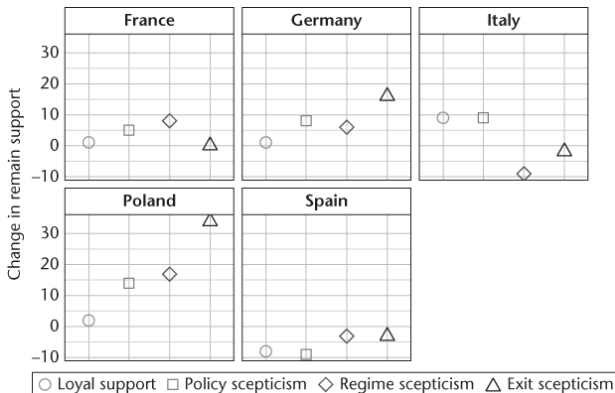 France Germany Italy
30
20
10
0
−10
Poland Spain
30
20
10
0
−10
Change in remain support
Loyal support Policy scepticism Regime scepticism Exit scepticism